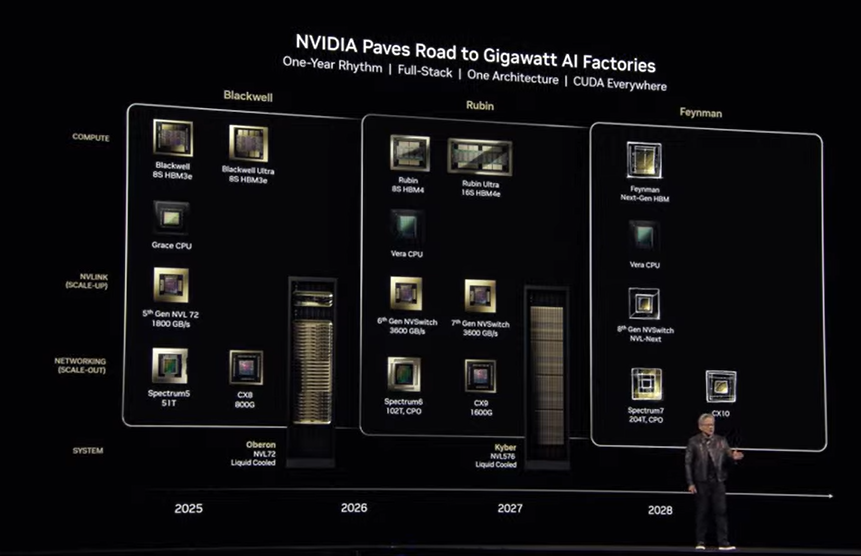 NVIDIA Paves Road to Gigawatt AI Factories
One-Year Rhythm | Full-Stack | One Architecture | CUDA Everywhere
Blackwell
Rubin
Feynman
COMPUTE
Blackwell
8S HBM3e
Blackwell Ultra
8S HBM3e
Rubin
8S HBM4
Rubin Ultra
16S HBM4e
Feynman
Next-Gen HBM
Grace CPU
Vera CPU
Vera CPU
NVLINK
(SCALE-UP)
5th Gen NVL 72
1800 GB/s
6th Gen NVSwitch
3600 GB/s
7th Gen NVSwitch
3600 GB/s
8th Gen NVSwitch
NVL-Next
NETWORKING
(SCALE-OUT)
Spectrum5
51T
CX8
800G
Spectrum6
102T, CPO
CX9
1600G
Spectrum7
204T, CPO
CX10
SYSTEM
Oberon
NVL72
Liquid Cooled
Kyber
NVL576
Liquid Cooled
2025
2026
2027
2028